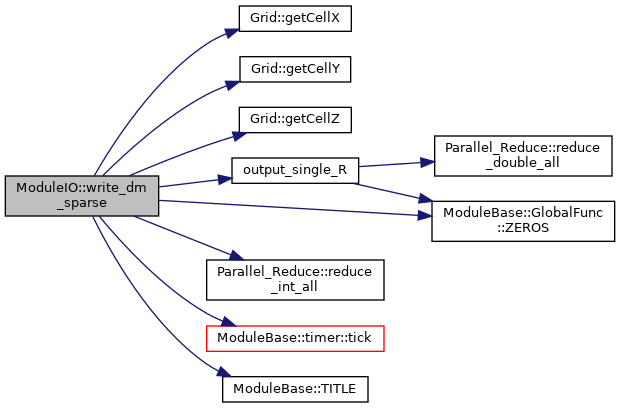 Grid::getCellX
Grid::getCellY
Grid::getCellZ
output_single_R
Parallel_Reduce::reduce
_double_all
ModuleIO::write_dm
_sparse
ModuleBase::GlobalFunc
::ZEROS
Parallel_Reduce::reduce
_int_all
ModuleBase::timer::tick
ModuleBase::TITLE